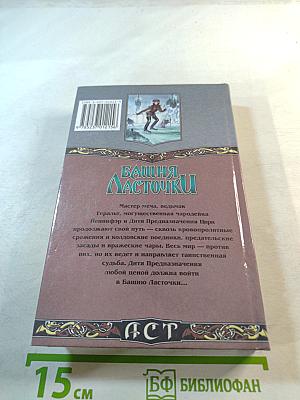 БАШНЯ
ЛАСТОЧКИ
Мастер меча, ведьмак
Геральт, могущественная чародейка
Йеннифэр и Дитя Предназначения Цири
продолжают свой путь — сквозь кровопролитные
сражения и колдовские поединки, предательские
засады и вражеские чары. Весь мир — против
них, но их ведет и направляет таинственная
судьба. Дитя Предназначения
любой ценой должна войти
в Башню Ласточки...
АСТ
15 см
БФ БИБЛИОФАН